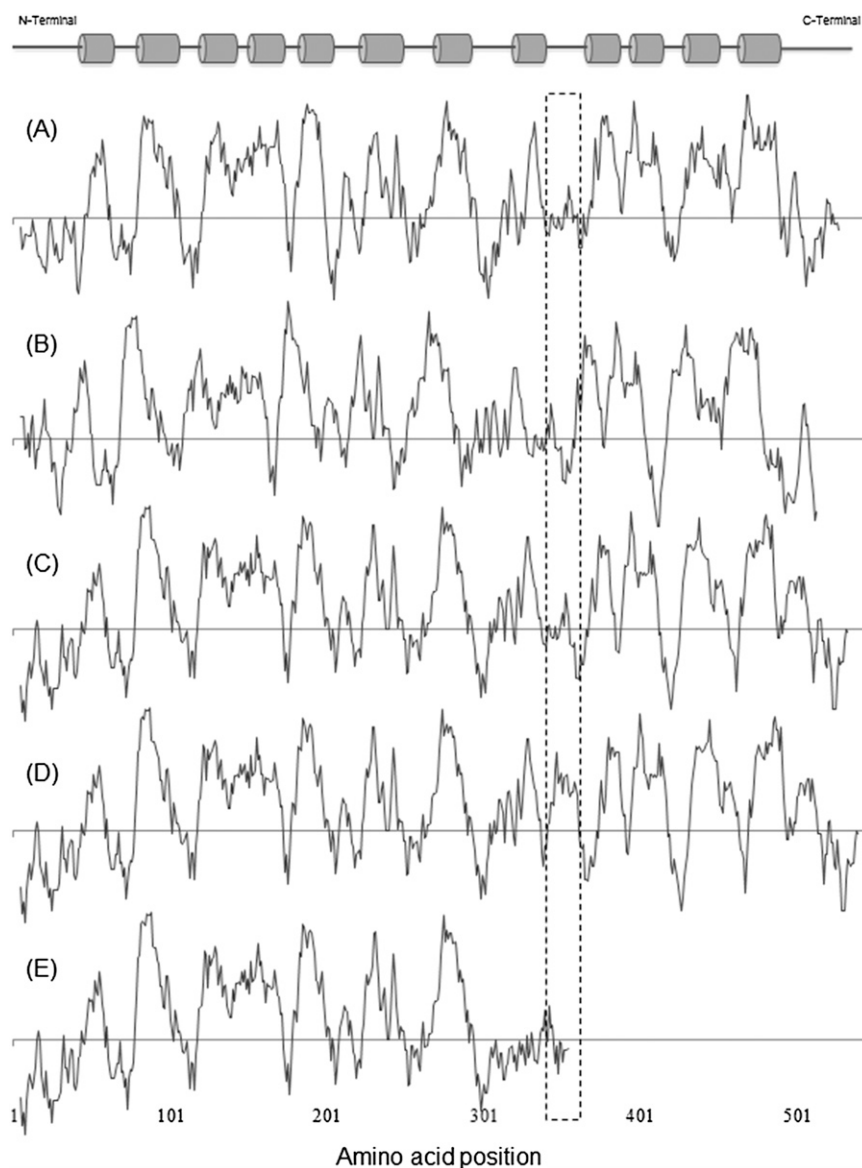 N-Terminal C-Terminal
(A)
(B)
(C)
(D)
(E)
1 101 201 301 401 501
Amino acid position